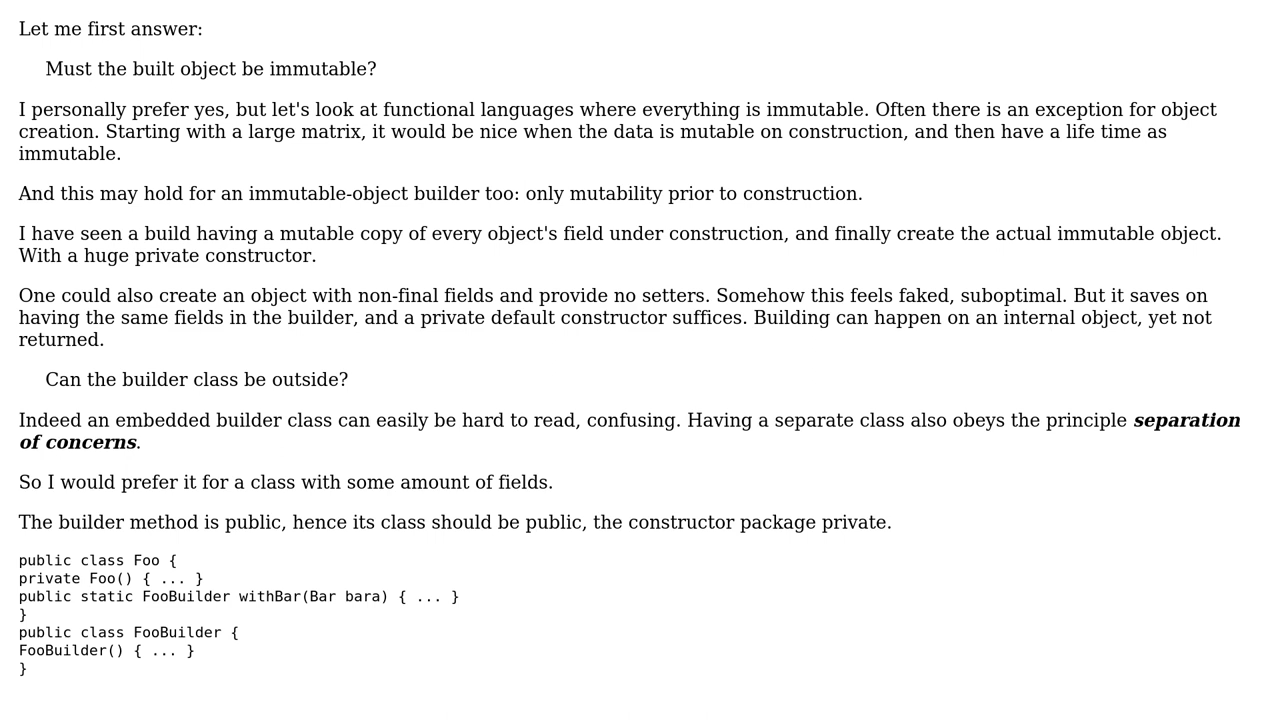 Let me first answer:
Must the built object be immutable?
I personally prefer yes, but let's look at functional languages where everything is immutable. Often there is an exception for object
creation. Starting with a large matrix, it would be nice when the data is mutable on construction, and then have a life time as
immutable.
And this may hold for an immutable-object builder too: only mutability prior to construction.
I have seen a build having a mutable copy of every object's field under construction, and finally create the actual immutable object.
With a huge private constructor.
One could also create an object with non-final fields and provide no setters. Somehow this feels faked, suboptimal. But it saves on
having the same fields in the builder, and a private default constructor suffices. Building can happen on an internal object, yet not
returned.
Can the builder class be outside?
Indeed an embedded builder class can easily be hard to read, confusing. Having a separate class also obeys the principle separation
of concerns.
So I would prefer it for a class with some amount of fields.
The builder method is public, hence its class should be public, the constructor package private.
public class Foo {
private Foo() { ... }
public static FooBuilder withBar(Bar bara) { ... }
}
public class FooBuilder {
FooBuilder() { ... }
}